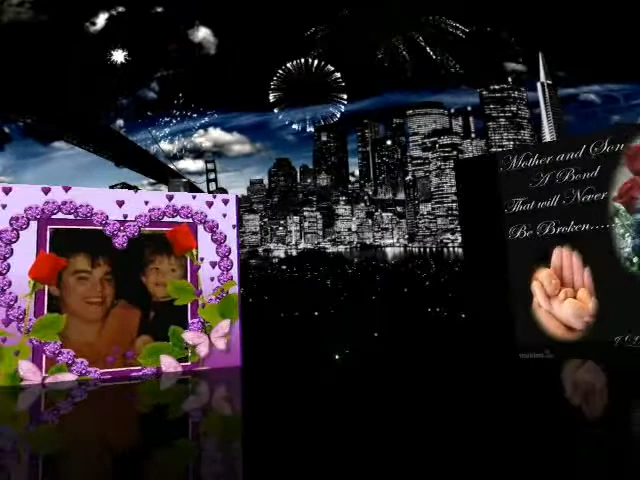 Mother and Son
A Bond
That will Never
Be Broken.....